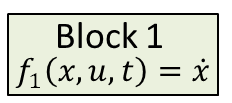 Block 1
f₁(x, u, t) = ẋ